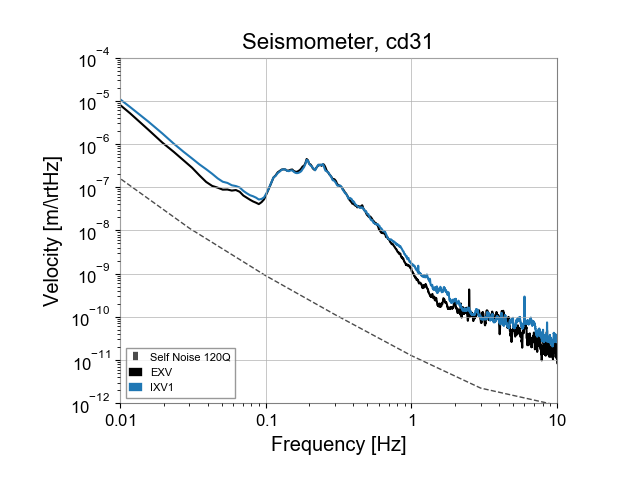 Seismometer, cd31
Velocity [m/\rtHz]
10⁻⁴
10⁻⁵
10⁻⁶
10⁻⁷
10⁻⁸
10⁻⁹
10⁻¹⁰
10⁻¹¹
10⁻¹²
Self Noise 120Q
EXV
IXV1
0.01 0.1 1 10
Frequency [Hz]